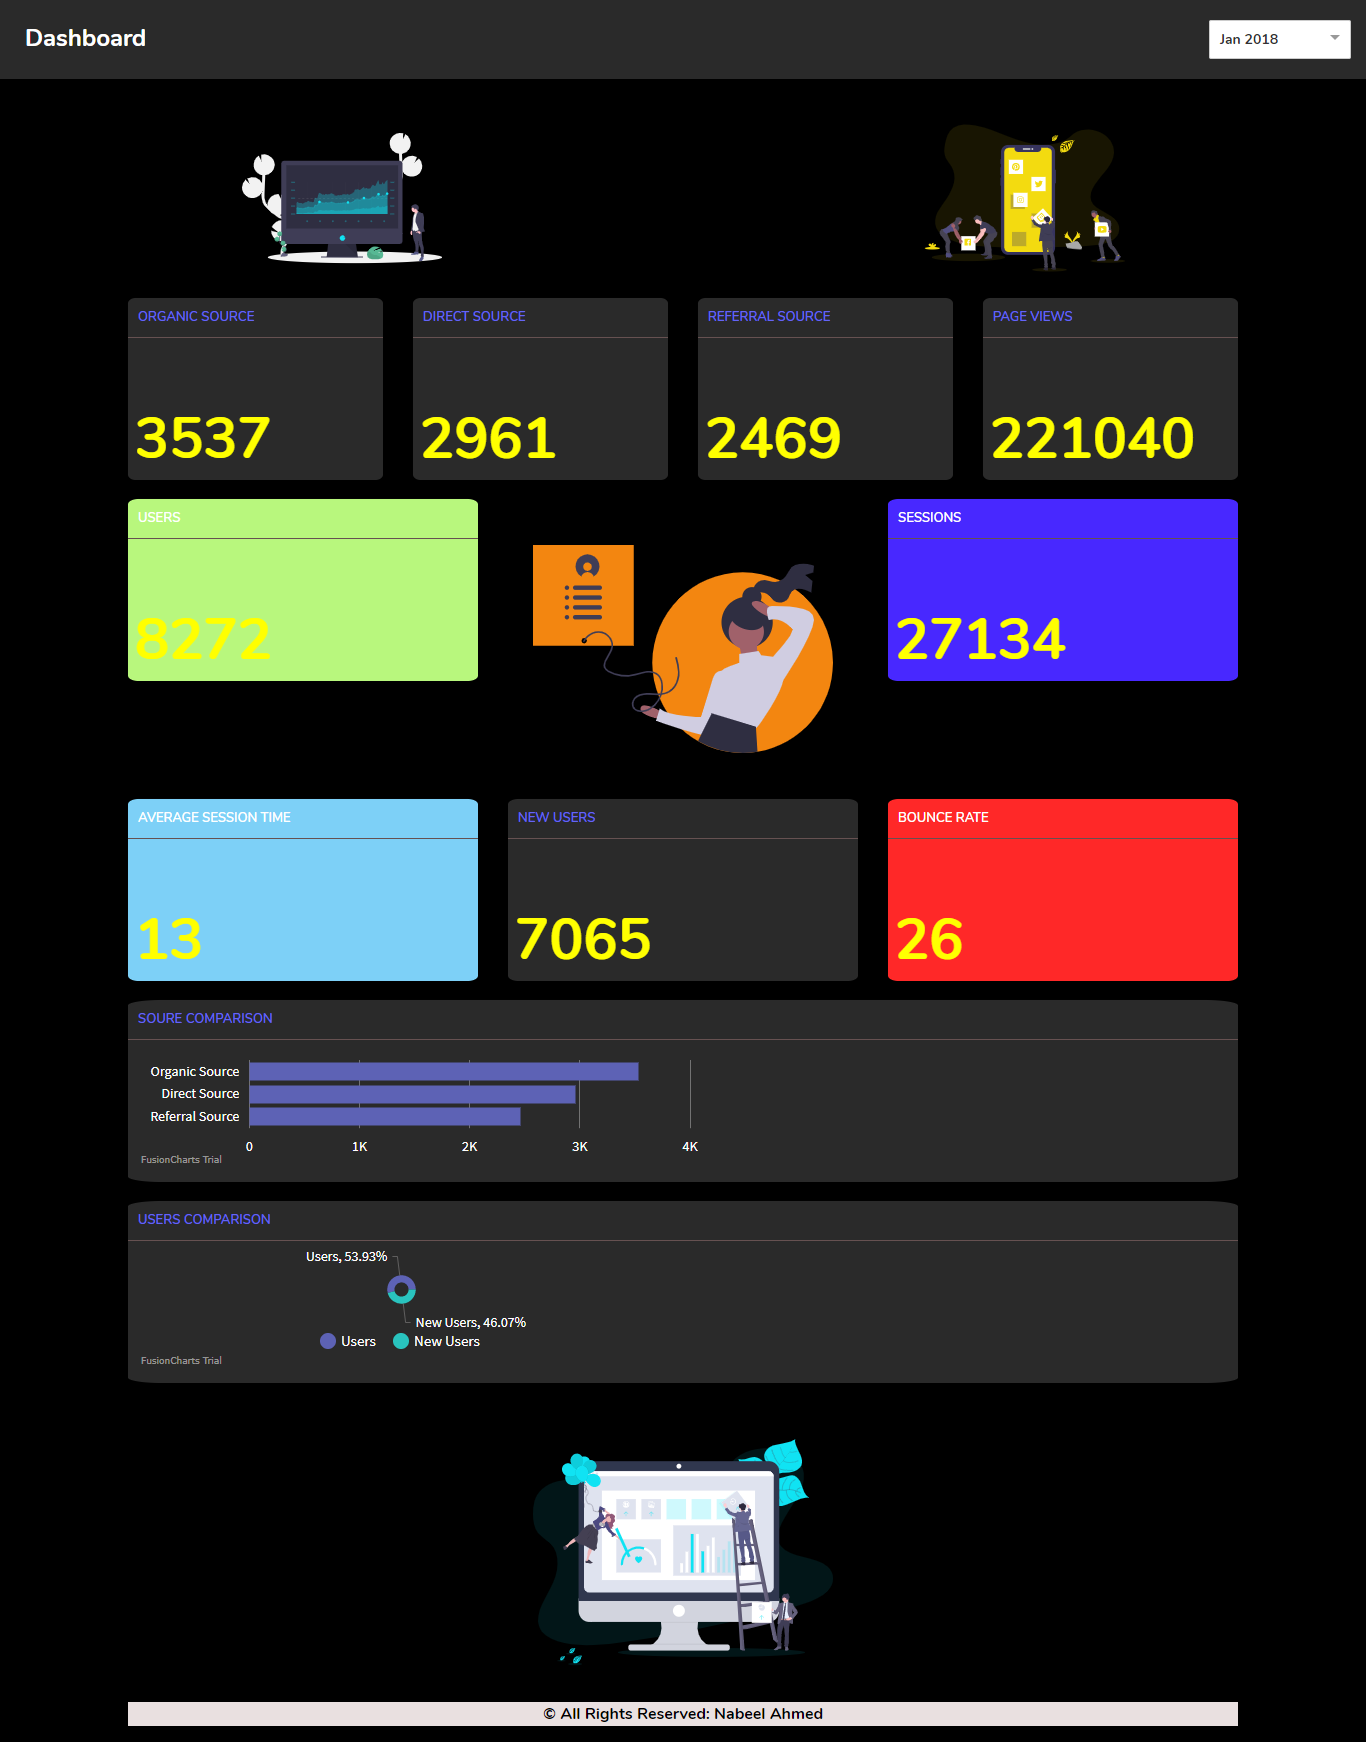 Dashboard
Jan 2018
ORGANIC SOURCE
3537
DIRECT SOURCE
2961
REFERRAL SOURCE
2469
PAGE VIEWS
221040
USERS
8272
SESSIONS
27134
AVERAGE SESSION TIME
13
NEW USERS
7065
BOUNCE RATE
26
SOURE COMPARISON
Organic Source
Direct Source
Referral Source
0 1K 2K 3K 4K
FusionCharts Trial
USERS COMPARISON
Users, 53.93%
New Users, 46.07%
Users New Users
FusionCharts Trial
© All Rights Reserved: Nabeel Ahmed